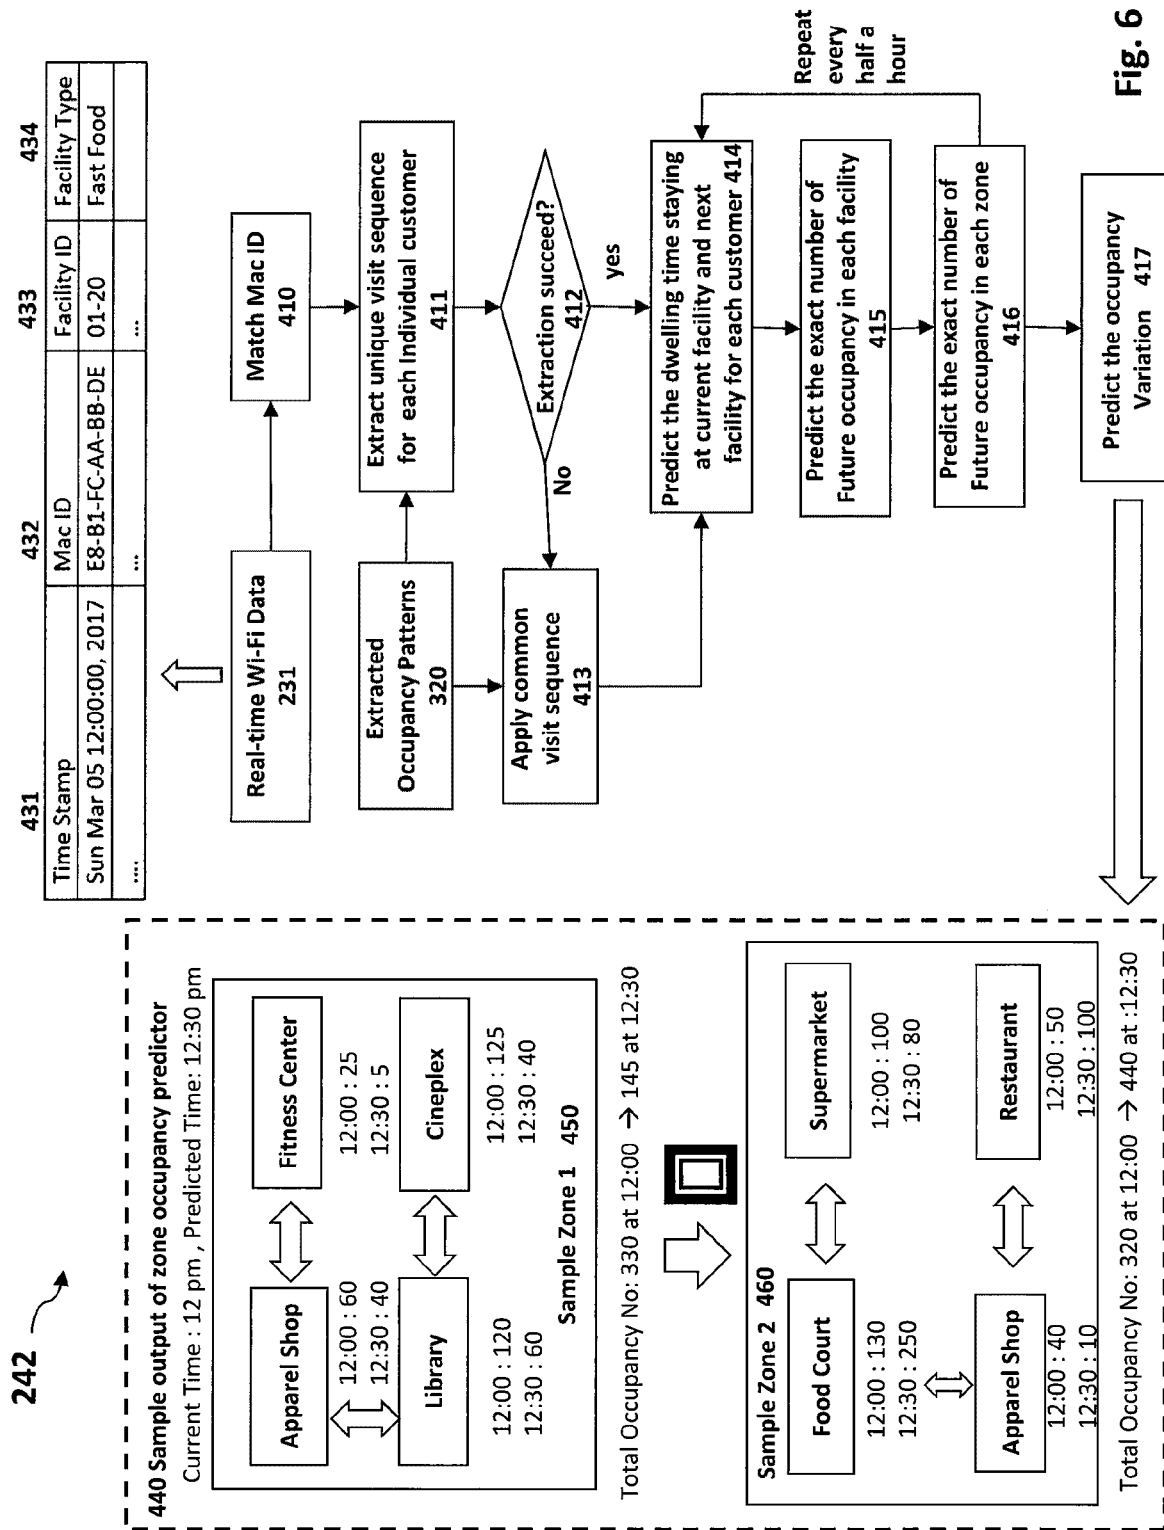 242
431
432
433
434
Time Stamp
Mac ID
Facility ID
Facility Type
Sun Mar 05 12:00:00, 2017
E8-B1-FC-AA-BB-DE
01-20
Fast Food
....
...
...
Real-time Wi-Fi Data
231
Match Mac ID
410
Extracted
Occupancy Patterns
320
Extract unique visit sequence
for each Individual customer
411
Extraction succeed?
412
No
yes
Apply common
visit sequence
413
Predict the dwelling time staying
at current facility and next
facility for each customer 414
Repeat
every
half a
hour
Predict the exact number of
Future occupancy in each facility
415
Predict the exact number of
Future occupancy in each zone
416
Predict the occupancy
Variation 417
440 Sample output of zone occupancy predictor
Current Time : 12 pm , Predicted Time: 12:30 pm
Apparel Shop
12:00 : 60
12:30 : 40
Fitness Center
12:00 : 25
12:30 : 5
Library
12:00 : 120
12:30 : 60
Cineplex
12:00 : 125
12:30 : 40
Sample Zone 1 450
Total Occupancy No: 330 at 12:00 → 145 at 12:30
Sample Zone 2 460
Food Court
12:00 : 130
12:30 : 250
Supermarket
12:00 : 100
12:30 : 80
Apparel Shop
12:00 : 40
12:30 : 10
Restaurant
12:00 : 50
12:30 : 100
Total Occupancy No: 320 at 12:00 → 440 at :12:30
Fig. 6